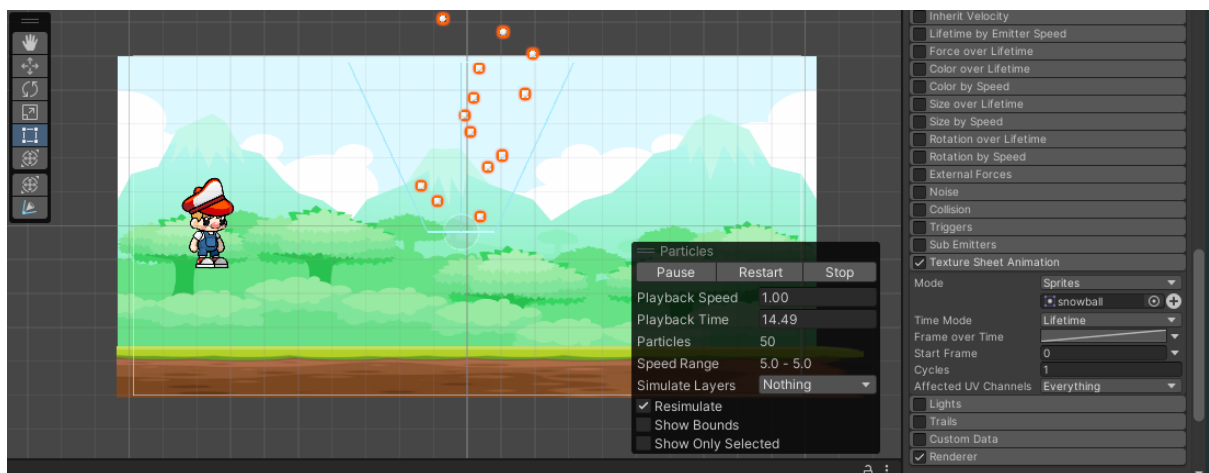 Inherit Velocity
Lifetime by Emitter Speed
Force over Lifetime
Color over Lifetime
Color by Speed
Size over Lifetime
Size by Speed
Rotation over Lifetime
Rotation by Speed
External Forces
Noise
Collision
Triggers
Sub Emitters
Texture Sheet Animation
Mode Sprites
snowball
Time Mode Lifetime
Frame over Time
Start Frame 0
Cycles 1
Affected UV Channels Everything
Lights
Trails
Custom Data
Renderer
Particles
Pause Restart Stop
Playback Speed 1.00
Playback Time 14.49
Particles 50
Speed Range 5.0 - 5.0
Simulate Layers Nothing
Resimulate
Show Bounds
Show Only Selected